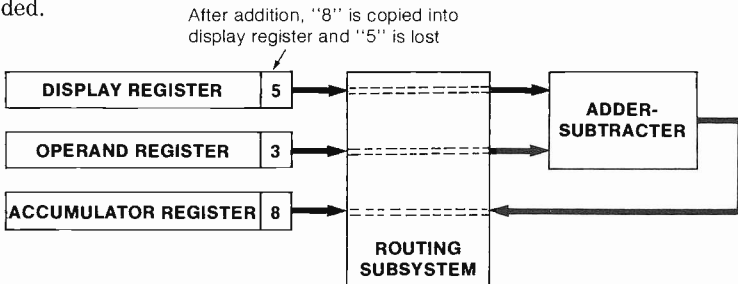 ded.
After addition, "8" is copied into
display register and "5" is lost
DISPLAY REGISTER 5
OPERAND REGISTER 3
ACCUMULATOR REGISTER 8
ADDER-
SUBTRACTER
ROUTING
SUBSYSTEM